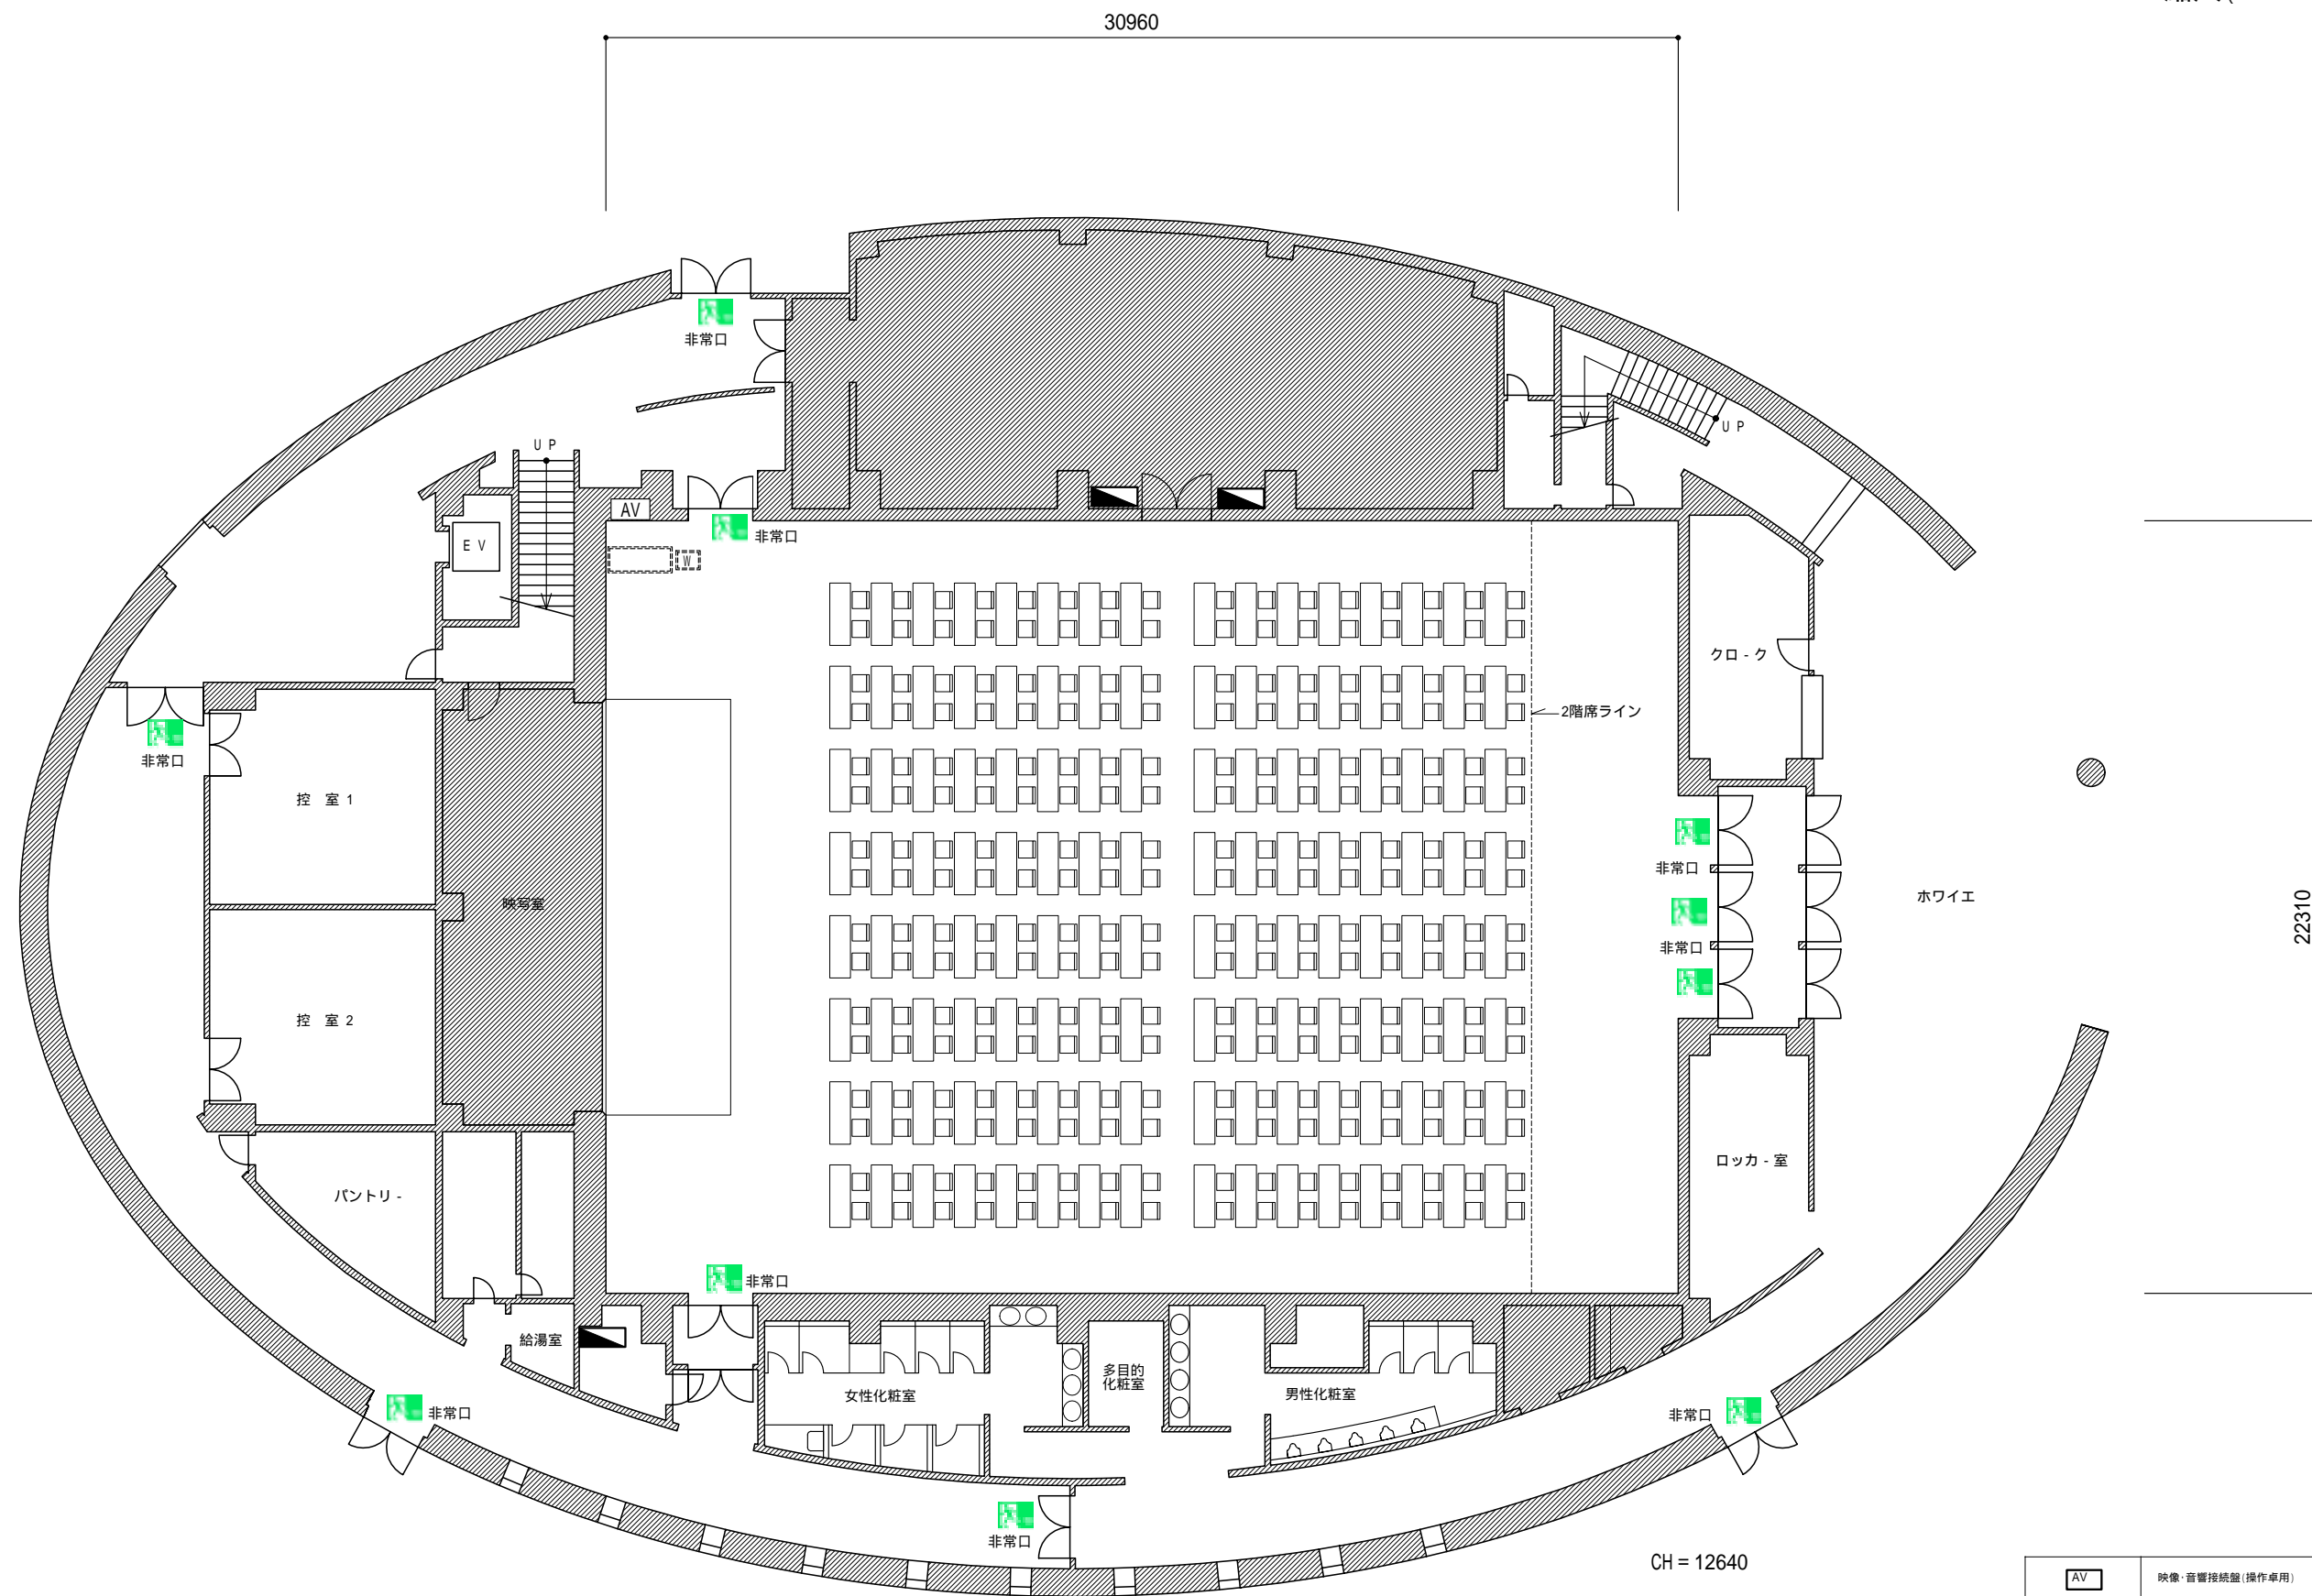 30960
非常口
UP
UP
AV
非常口
EV
W
クロ-ク
2階席ライン
非常口
控 室 1
非常口
ホワイエ
22310
映写室
非常口
控 室 2
ロッカ-室
パントリ-
非常口
給湯室
多目的
化粧室
女性化粧室
男性化粧室
非常口
非常口
非常口
CH = 12640
AV
映像・音響接続盤(操作卓用)